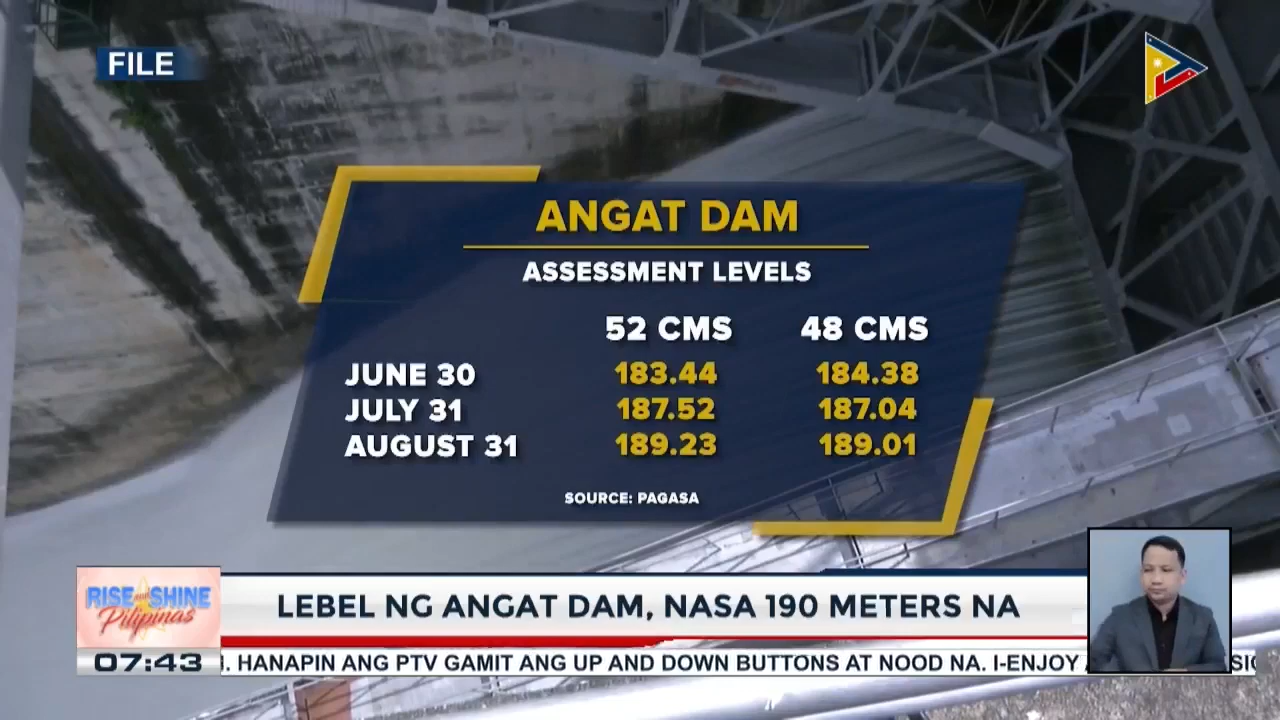 FILE
ANGAT DAM
ASSESSMENT LEVELS
52 CMS 48 CMS
JUNE 30 183.44 184.38
JULY 31 187.52 187.04
AUGUST 31 189.23 189.01
SOURCE: PAGASA
RISE AND SHINE
Pilipinas
LEBEL NG ANGAT DAM, NASA 190 METERS NA
07:43
. HANAPIN ANG PTV GAMIT ANG UP AND DOWN BUTTONS AT NOOD NA. I-ENJOY